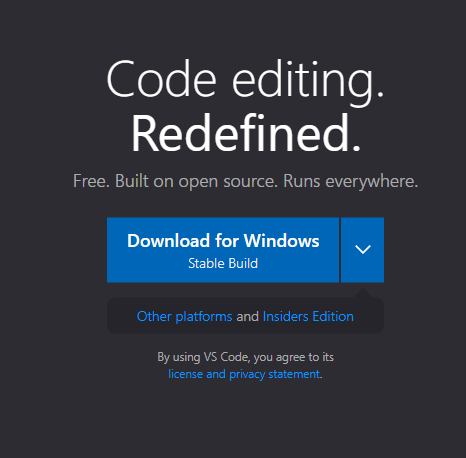 Code editing.
Redefined.
Free. Built on open source. Runs everywhere.
Download for Windows
Stable Build
Other platforms and Insiders Edition
By using VS Code, you agree to its
license and privacy statement.